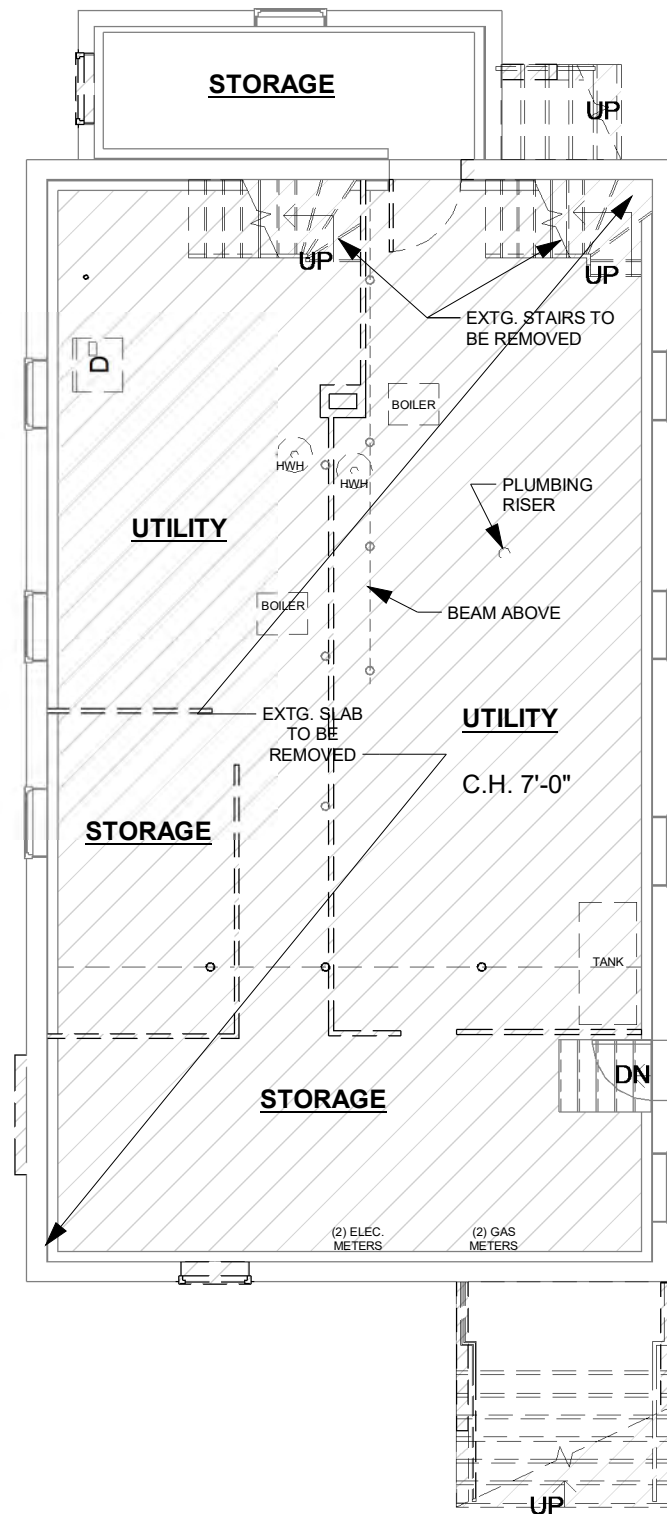 STORAGE
UP
UP
UP
EXTG. STAIRS TO
BE REMOVED
D
BOILER
HWH
HWH
PLUMBING
RISER
UTILITY
BOILER
BEAM ABOVE
EXTG. SLAB
TO BE
REMOVED
UTILITY
C.H. 7'-0"
STORAGE
TANK
DN
STORAGE
(2) ELEC.
METERS
(2) GAS
METERS
UP